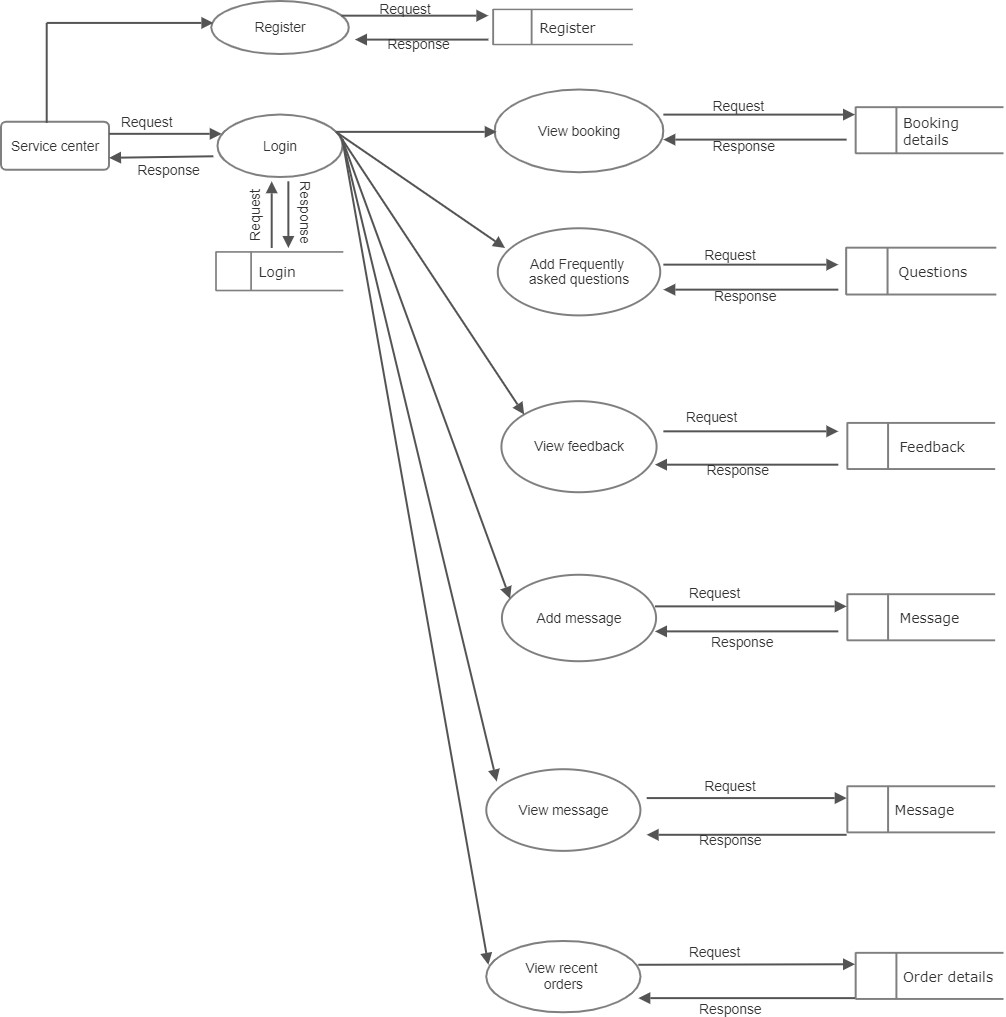 Request
Register
Register
Response
Request
Service center
Login
Response
Request
Response
Login
View booking
Request
Booking
details
Response
Add Frequently
asked questions
Request
Questions
Response
View feedback
Request
Feedback
Response
Add message
Request
Message
Response
View message
Request
Message
Response
View recent
orders
Request
Order details
Response